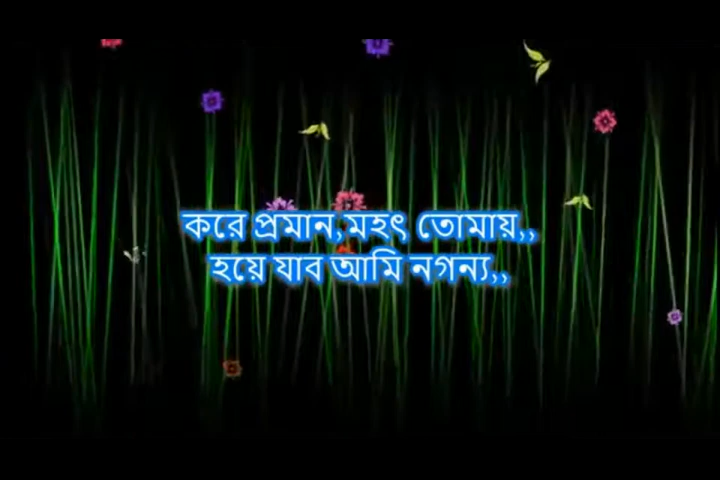 করে প্রমান,মহৎ তোমায়,,
হয়ে যাব আমি নগন্য,,